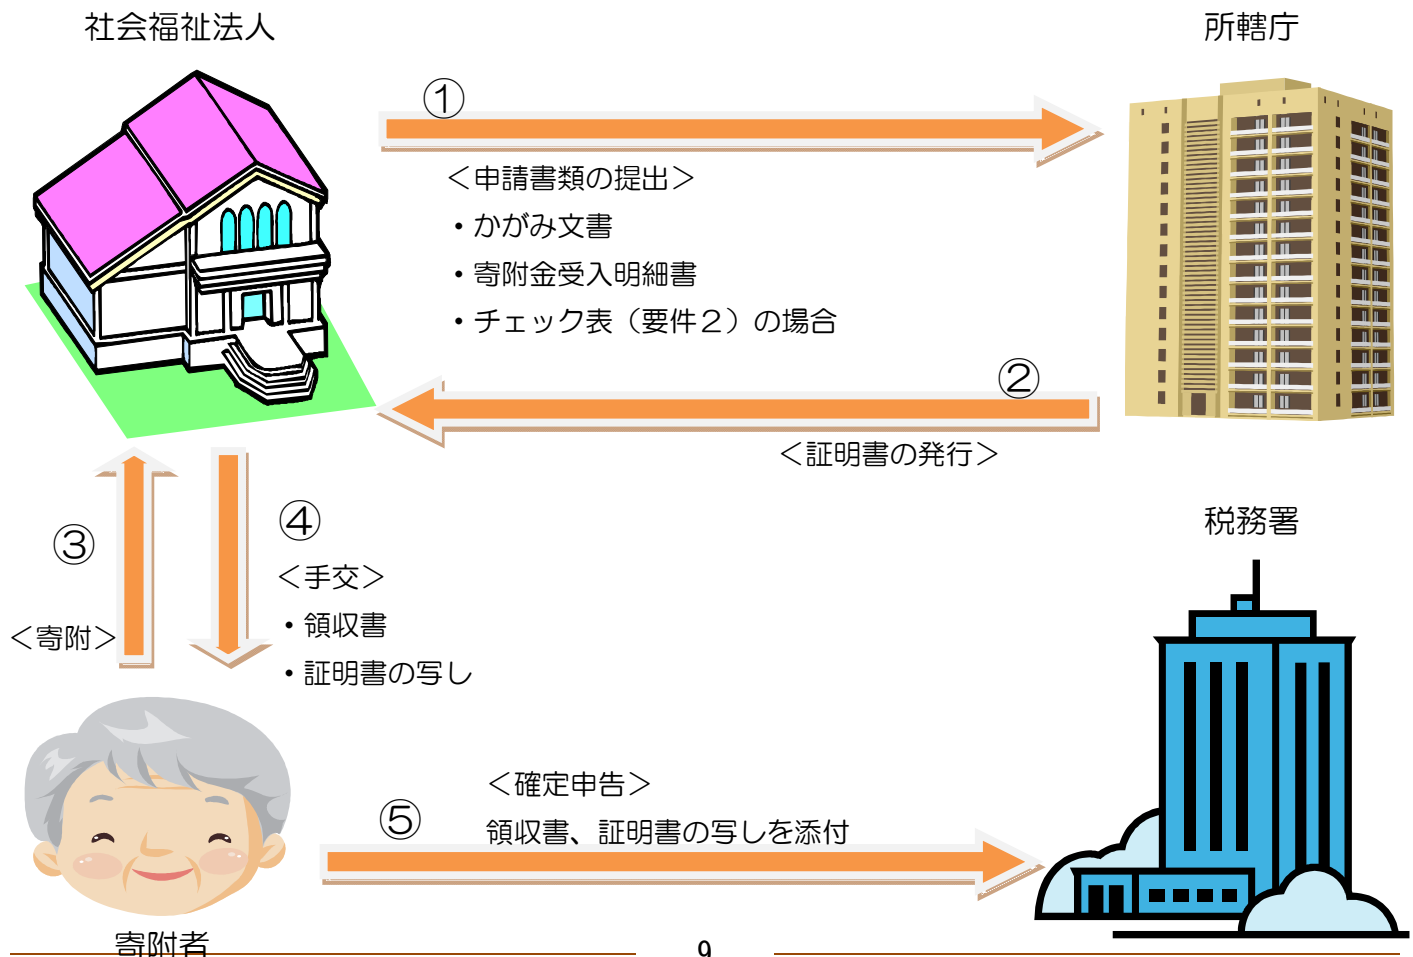 社会福祉法人
所轄庁
①
＜申請書類の提出＞
・かがみ文書
・寄附金受入明細書
・チェック表（要件２）の場合
②
＜証明書の発行＞
③
＜寄附＞
④
＜手交＞
・領収書
・証明書の写し
税務署
⑤
＜確定申告＞
領収書、証明書の写しを添付
寄附者
9